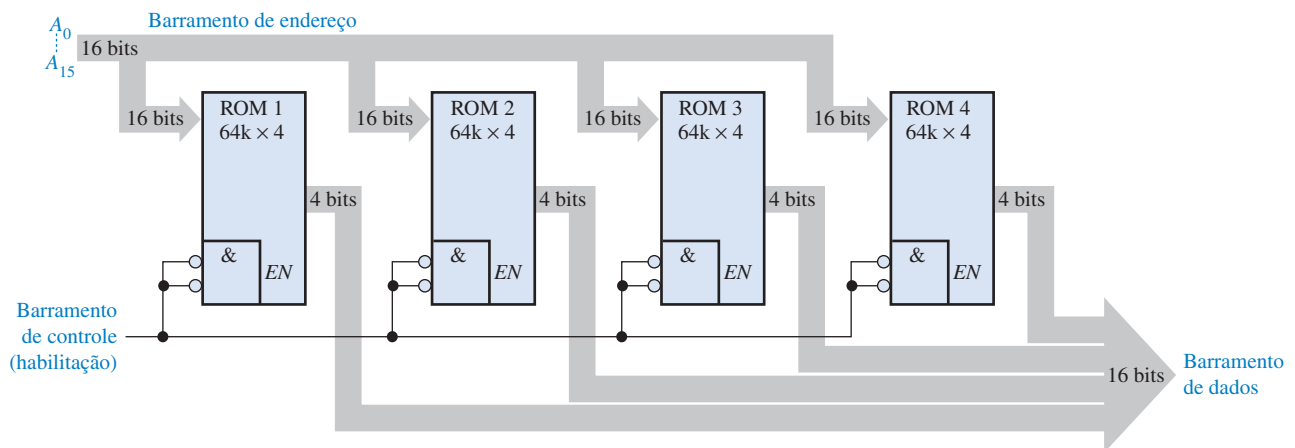 Barramento de endereço
A0
A15
16 bits
16 bits
16 bits
16 bits
16 bits
ROM 1
64k × 4
ROM 2
64k × 4
ROM 3
64k × 4
ROM 4
64k × 4
4 bits
4 bits
4 bits
4 bits
&
EN
&
EN
&
EN
&
EN
Barramento
de controle
(habilitação)
16 bits
Barramento
de dados